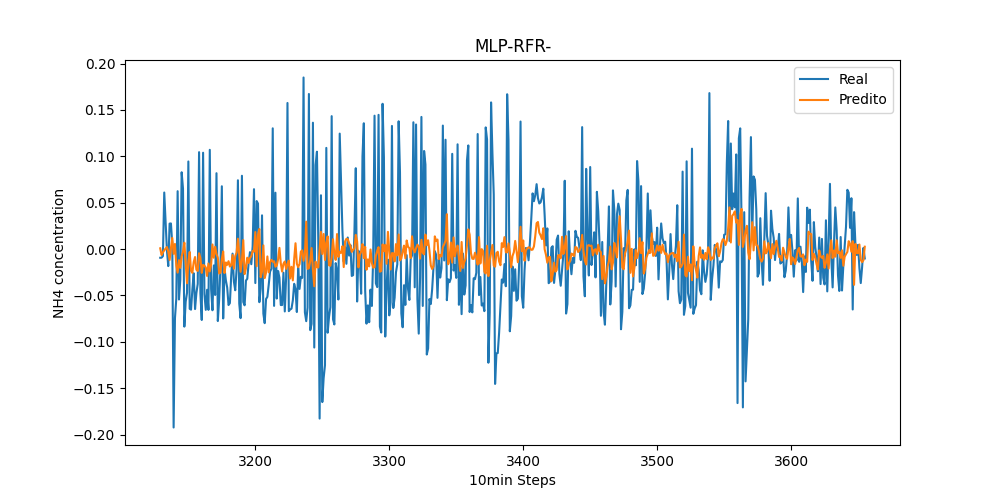 MLP-RFR-
0.20
0.15
0.10
0.05
0.00
−0.05
−0.10
−0.15
−0.20
NH4 concentration
Real
Predito
3200 3300 3400 3500 3600
10min Steps